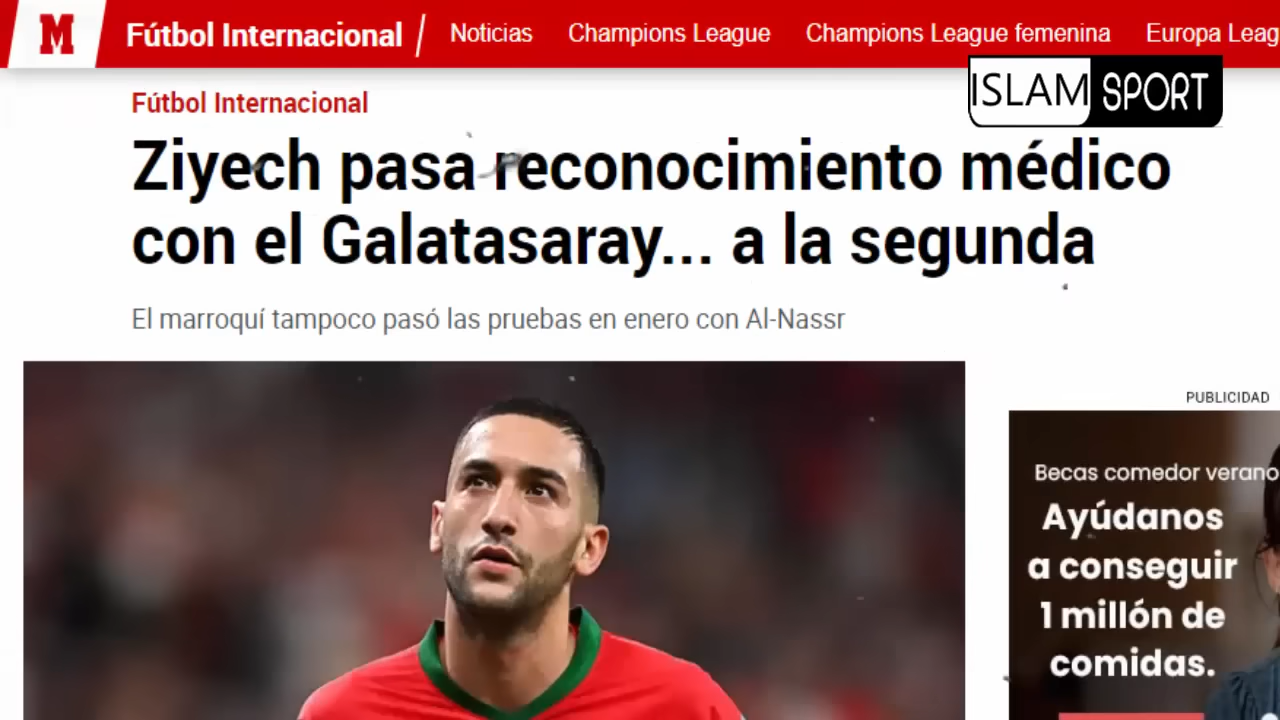 M
Fútbol Internacional
Noticias
Champions League
Champions League femenina
Europa Leag
ISLAM SPORT
Fútbol Internacional
Ziyech pasa reconocimiento médico
con el Galatasaray... a la segunda
El marroquí tampoco pasó las pruebas en enero con Al-Nassr
PUBLICIDAD
Becas comedor verano
Ayúdanos
a conseguir
1 millón de
comidas.